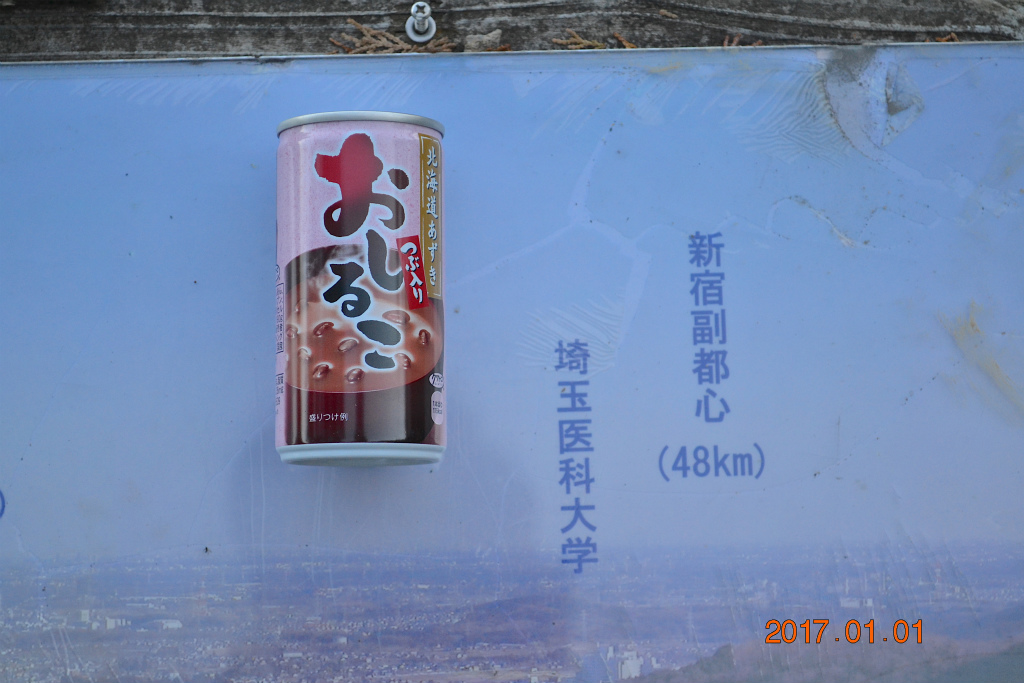 おしるこ
北海道あずき
つぶ入り
盛りつけ例
埼玉医科大学
新宿副都心
(48km)
2017.01.01